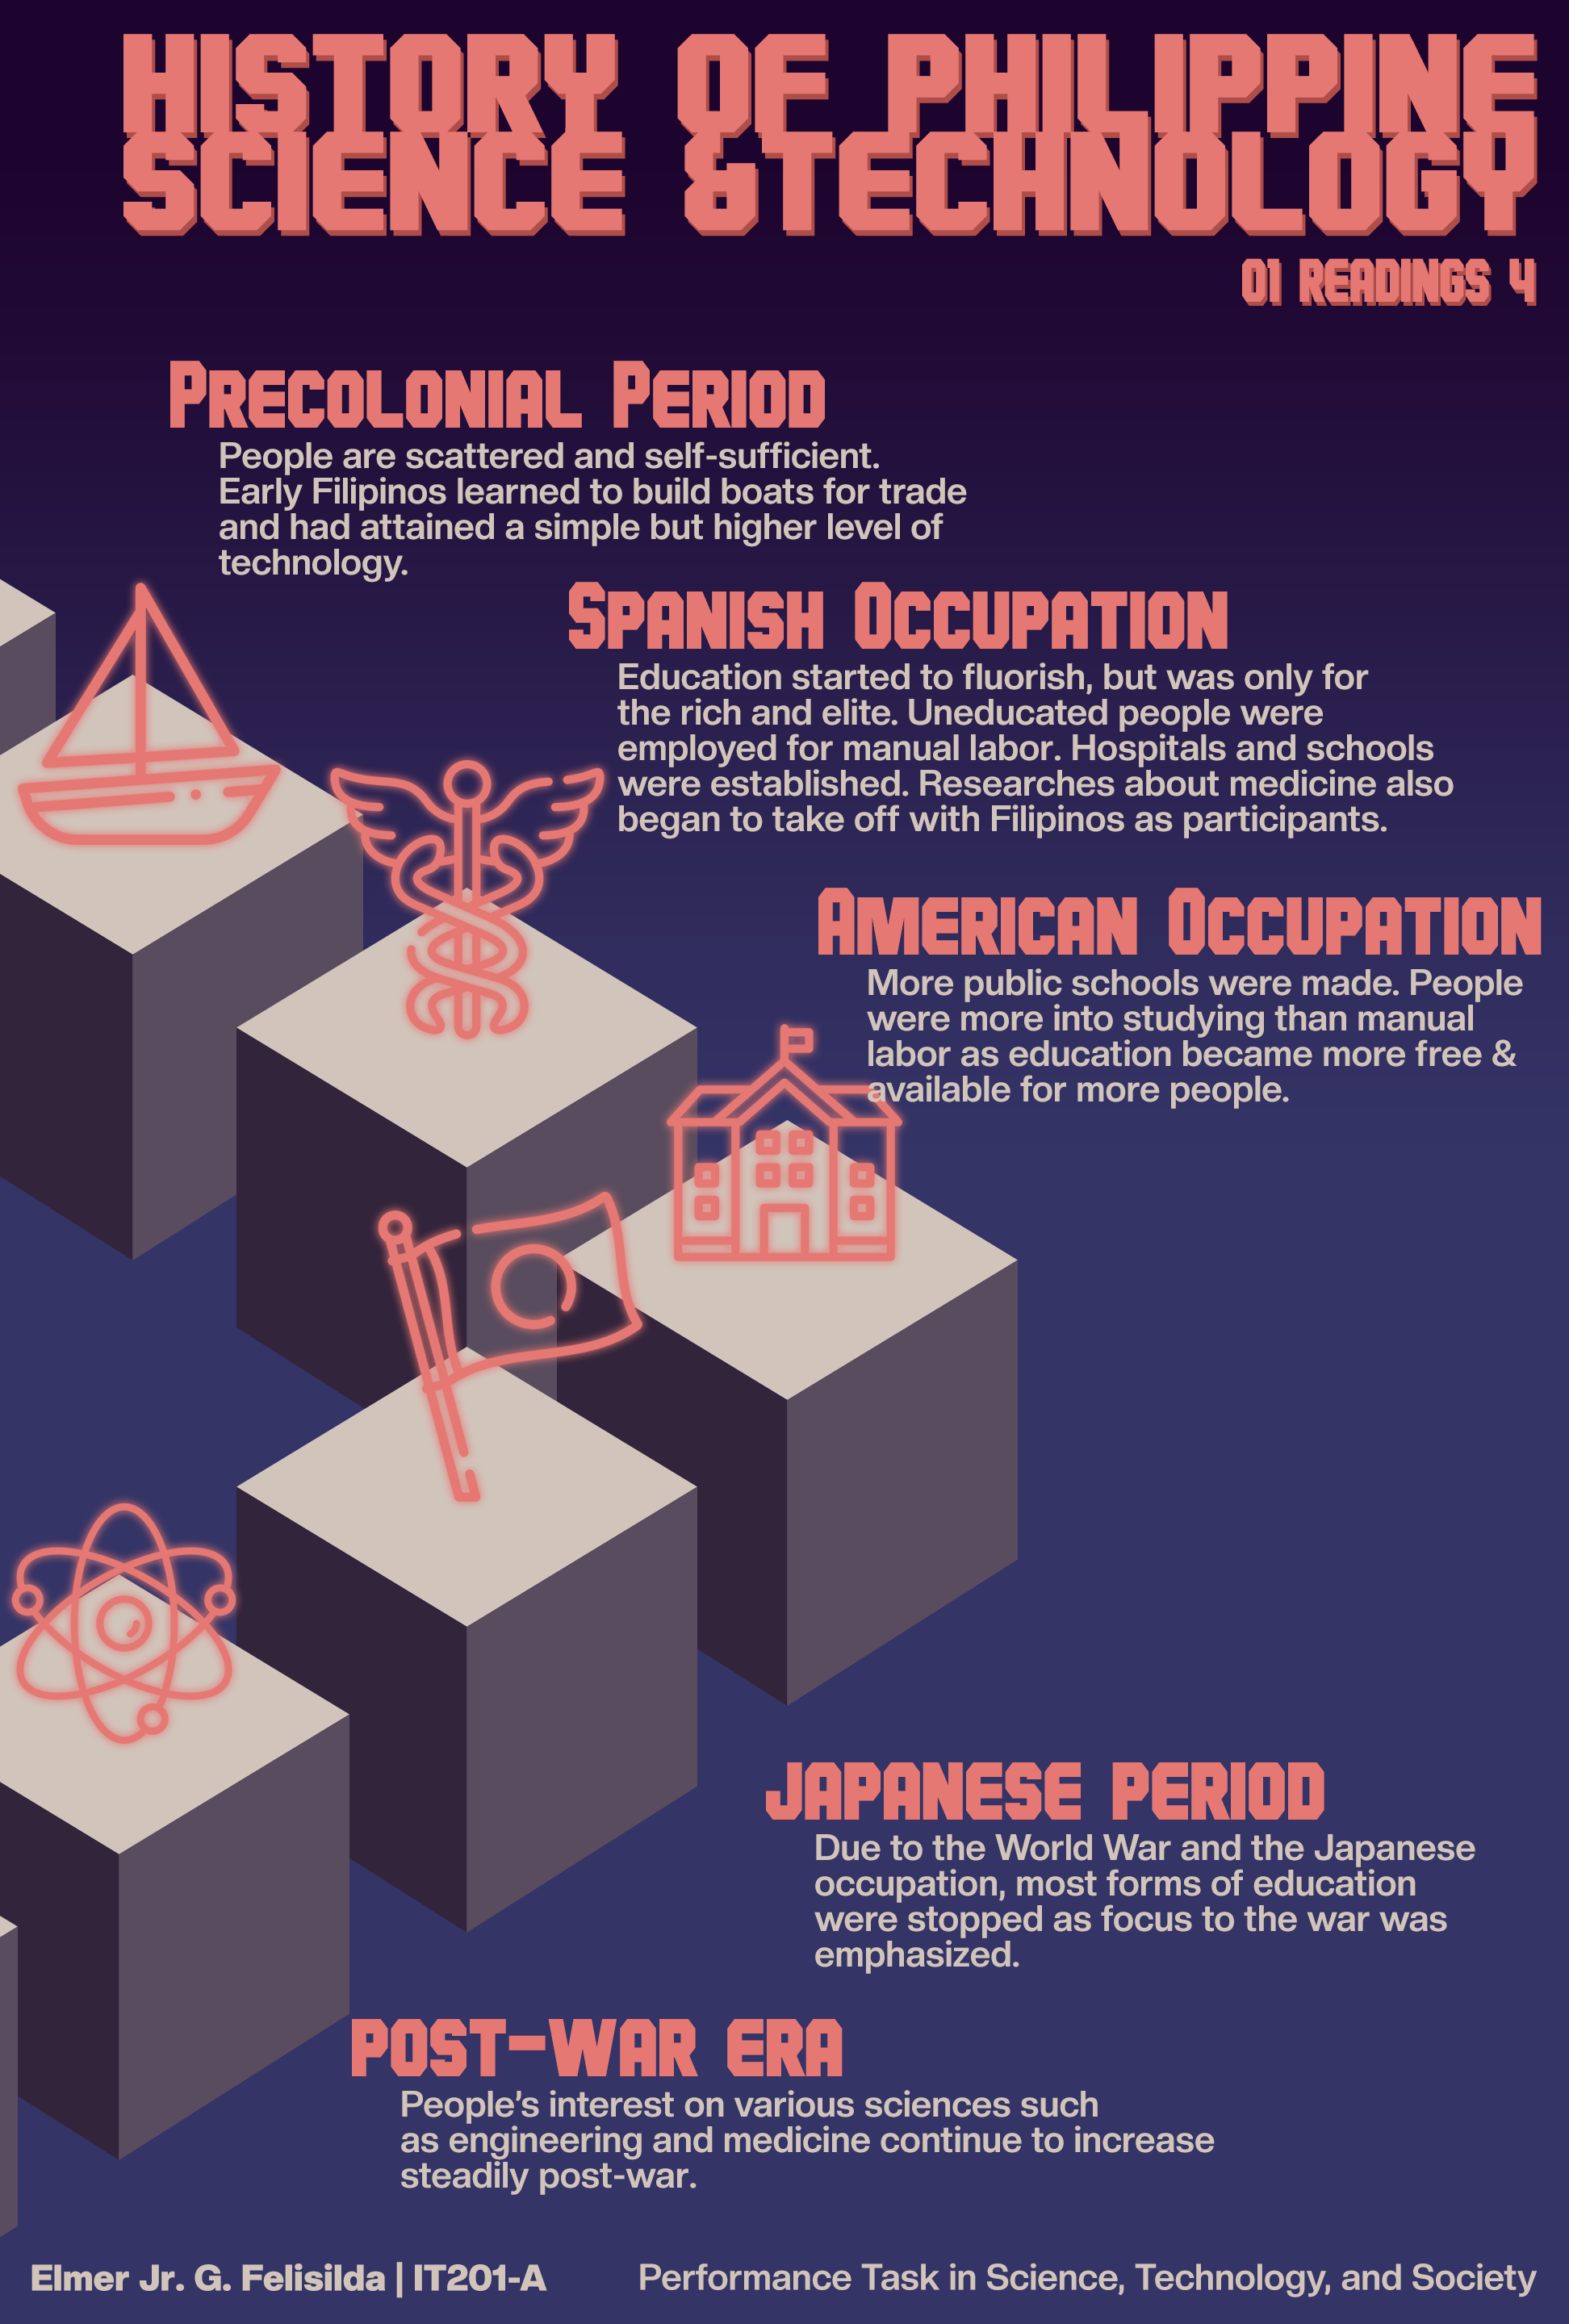 HISTORY OF PHILIPPINE
SCIENCE &TECHNOLOGY
01 READINGS 4
PRECOLONIAL PERIOD
People are scattered and self-sufficient.
Early Filipinos learned to build boats for trade
and had attained a simple but higher level of
technology.
SPANISH OCCUPATION
Education started to fluorish, but was only for
the rich and elite. Uneducated people were
employed for manual labor. Hospitals and schools
were established. Researches about medicine also
began to take off with Filipinos as participants.
AMERICAN OCCUPATION
More public schools were made. People
were more into studying than manual
labor as education became more free &
available for more people.
JAPANESE PERIOD
Due to the World War and the Japanese
occupation, most forms of education
were stopped as focus to the war was
emphasized.
POST-WAR ERA
People’s interest on various sciences such
as engineering and medicine continue to increase
steadily post-war.
Elmer Jr. G. Felisilda | IT201-A
Performance Task in Science, Technology, and Society